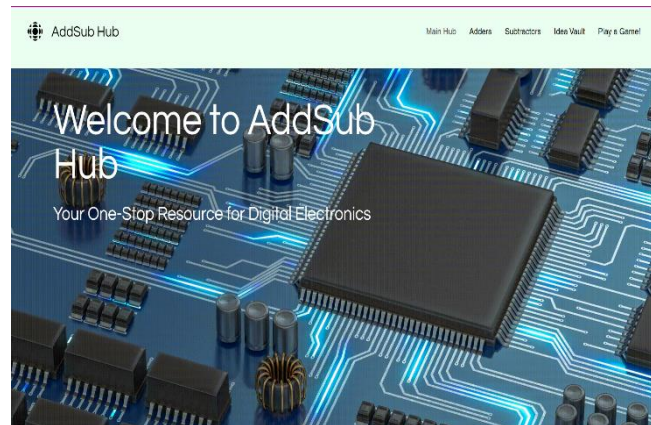 AddSub Hub
Main Hub Adders Subtractors Idea Vault Play a Game!
Welcome to AddSub
Hub
Your One-Stop Resource for Digital Electronics